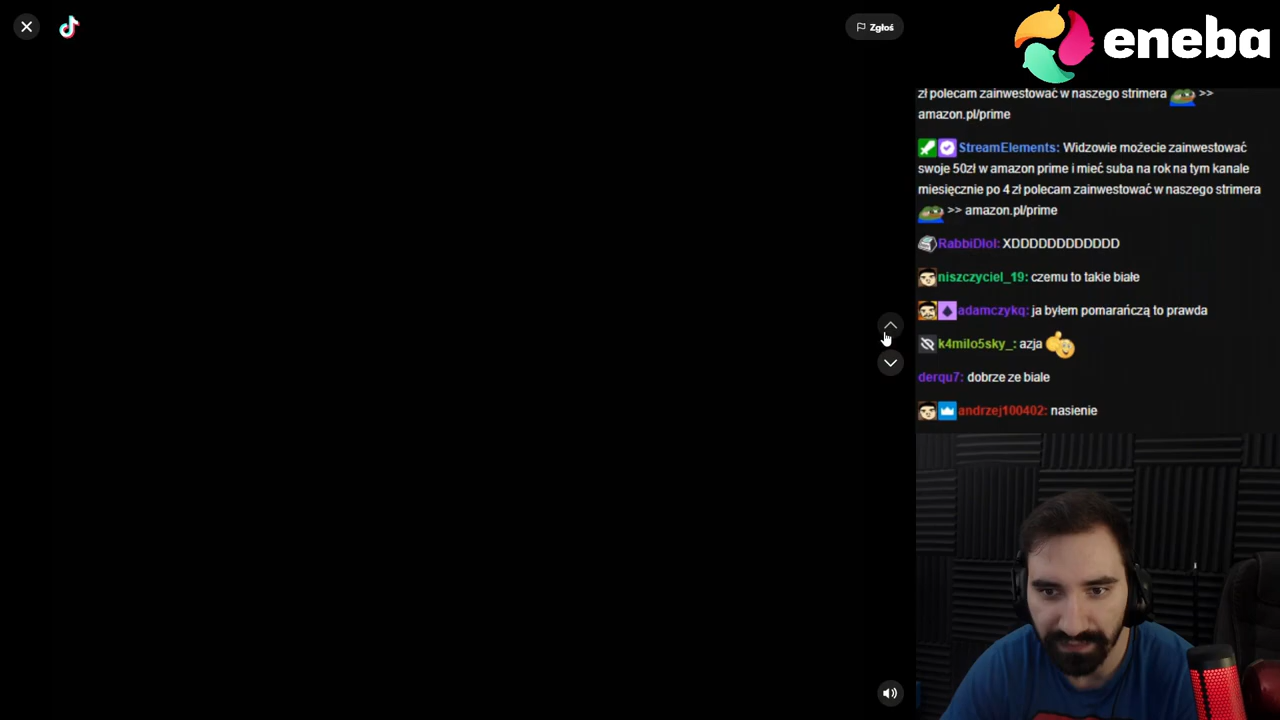 Zgłoś
eneba
zł polecam zainwestować w naszego strimera >>
amazon.pl/prime
StreamElements: Widzowie możecie zainwestować
swoje 50zł w amazon prime i mieć suba na rok na tym kanale
miesięcznie po 4 zł polecam zainwestować w naszego strimera
>> amazon.pl/prime
RabbiDlol: XDDDDDDDDDDDD
niszczyciel_19: czemu to takie białe
adamczykq: ja byłem pomarańczą to prawda
k4milo5sky_: azja
derqu7: dobrze ze biale
andrzej100402: nasienie